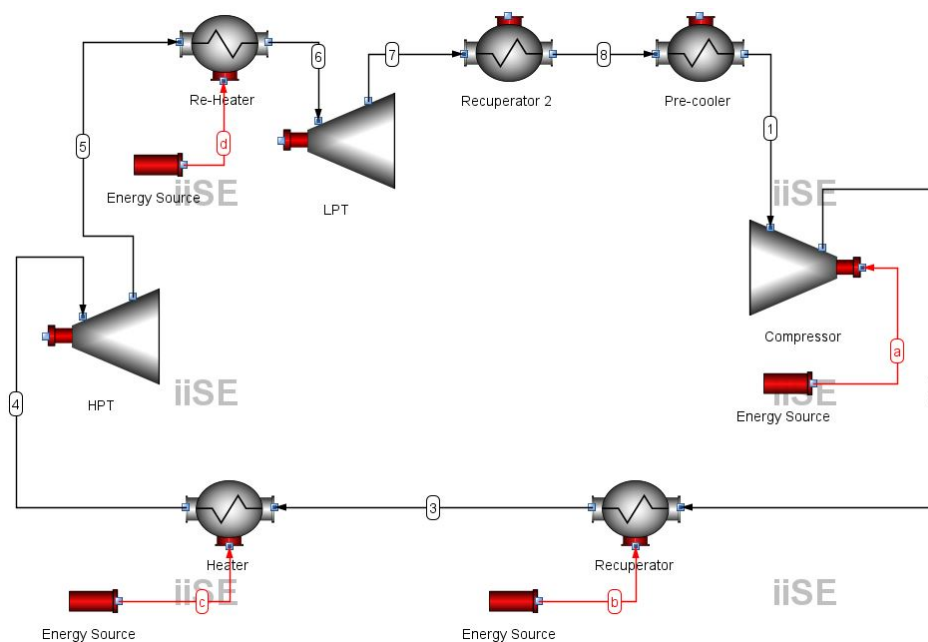 6
7
8
Re-Heater
Recuperator 2
Pre-cooler
5
d
1
Energy Source
iiSE
LPT
iiSE
Compressor
a
4
HPT
iiSE
iiSE
Energy Source
3
Heater
Recuperator
iiSE
iiSE
c
b
Energy Source
Energy Source